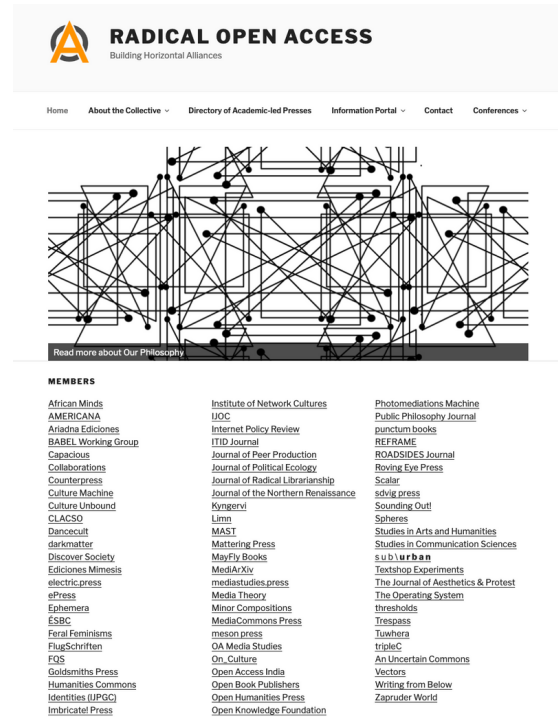 RADICAL OPEN ACCESS
Building Horizontal Alliances
Home About the Collective Directory of Academic-led Presses Information Portal Contact Conferences
Read more about Our Philosophy
MEMBERS
African Minds
AMERICANA
Ariadna Ediciones
BABEL Working Group
Capacious
Collaborations
Counterpress
Culture Machine
Culture Unbound
CLACSO
Dancecult
darkmatter
Discover Society
Ediciones Mimesis
electric.press
ePress
Ephemera
ÉSBC
Feral Feminisms
FlugSchriften
FQS
Goldsmiths Press
Humanities Commons
Identities (IJPGC)
Imbricate! Press
Institute of Network Cultures
IJOC
Internet Policy Review
ITID Journal
Journal of Peer Production
Journal of Political Ecology
Journal of Radical Librarianship
Journal of the Northern Renaissance
Kyngervi
Limn
MAST
Mattering Press
MayFly Books
MediArXiv
mediastudies.press
Media Theory
Minor Compositions
MediaCommons Press
meson press
OA Media Studies
On_Culture
Open Access India
Open Book Publishers
Open Humanities Press
Open Knowledge Foundation
Photomediations Machine
Public Philosophy Journal
punctum books
REFRAME
ROADSIDES Journal
Roving Eye Press
Scalar
sdvig press
Sounding Out!
Spheres
Studies in Arts and Humanities
Studies in Communication Sciences
s u b \ u r b a n
Textshop Experiments
The Journal of Aesthetics & Protest
The Operating System
thresholds
Trespass
Tuwhera
tripleC
An Uncertain Commons
Vectors
Writing from Below
Zapruder World